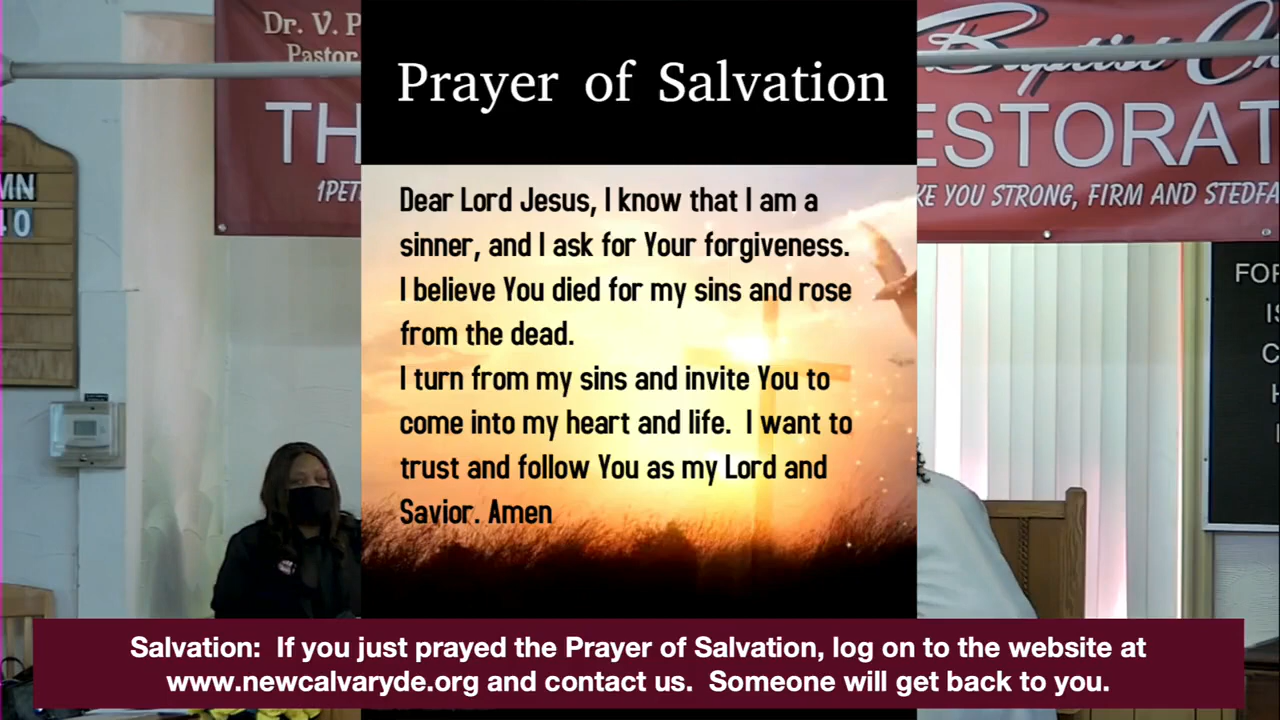 Dr. V. P
Pastor
TH
1PET
MN
40
Prayer of Salvation
Dear Lord Jesus, I know that I am a
sinner, and I ask for Your forgiveness.
I believe You died for my sins and rose
from the dead.
I turn from my sins and invite You to
come into my heart and life. I want to
trust and follow You as my Lord and
Savior. Amen
Baptist Ch
ESTORAT
KE YOU STRONG, FIRM AND STEDFA
FOR
IS
C
H
Salvation: If you just prayed the Prayer of Salvation, log on to the website at
www.newcalvaryde.org and contact us. Someone will get back to you.